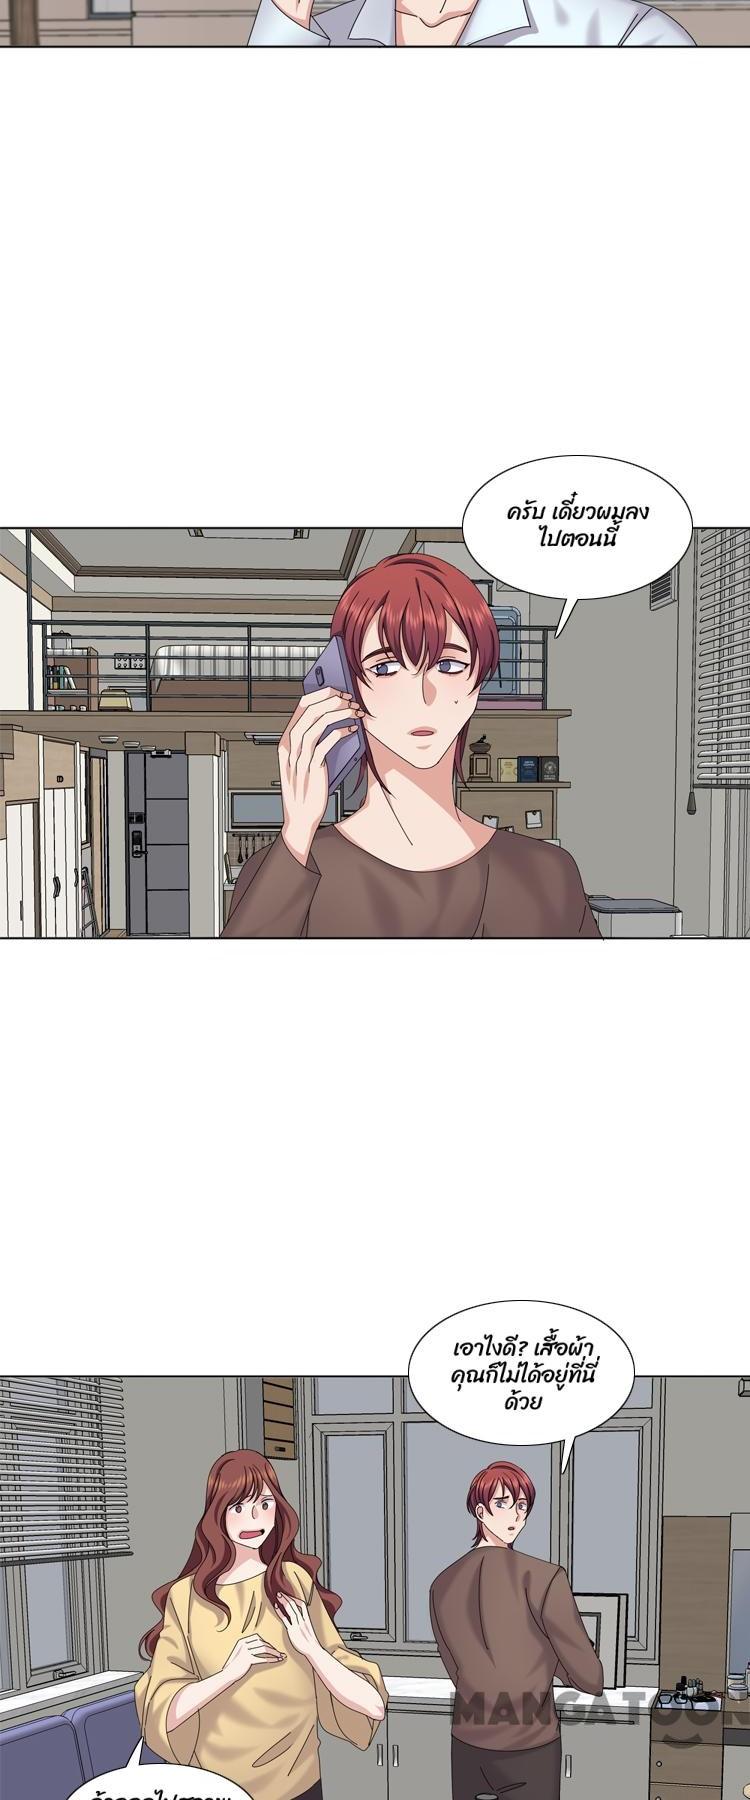 ครับ เดี๋ยวผมลง
ไปตอนนี้
เอาไงดี? เสื้อผ้า
คุณก็ไม่ได้อยู่ที่นี่
ด้วย
MANGATOON